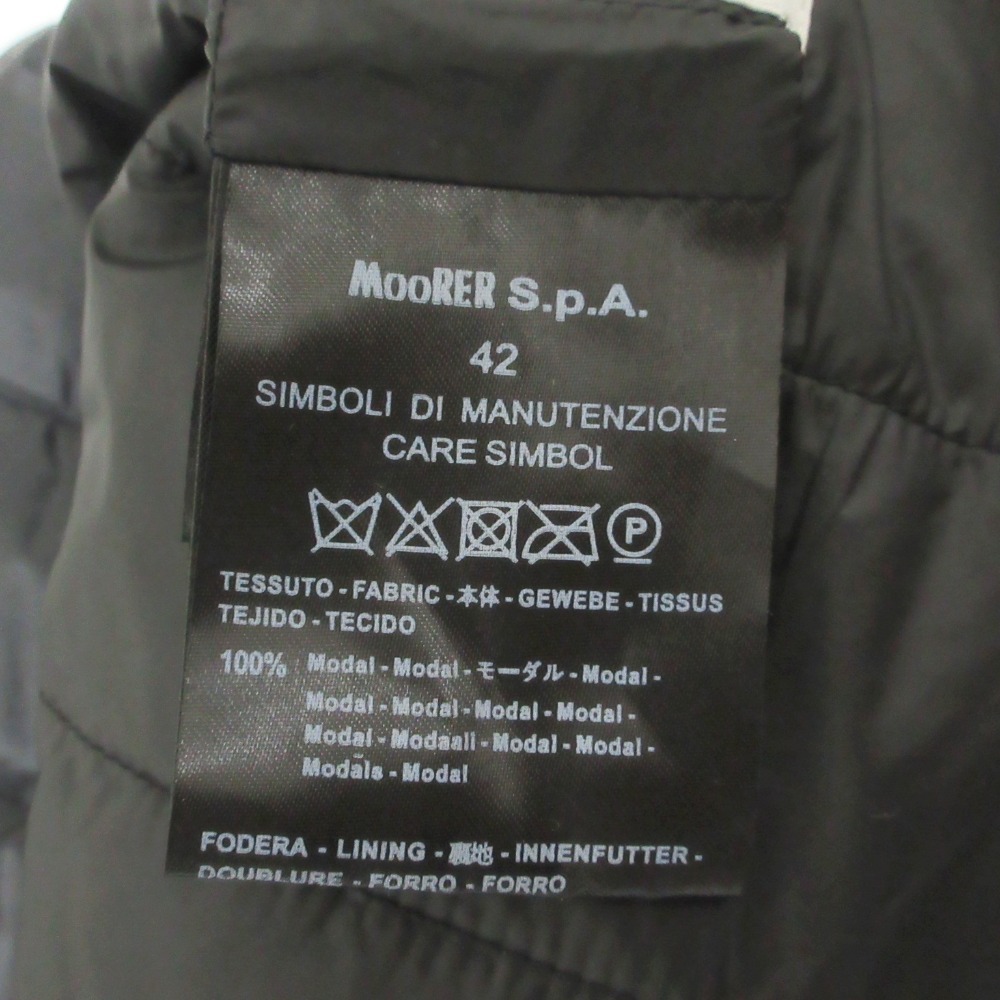 MooRER S.p.A.
42
SIMBOLI DI MANUTENZIONE
CARE SIMBOL
P
TESSUTO - FABRIC - 本体 - GEWEBE - TISSUS
TEJIDO - TECIDO
100% Modal - Modal - モーダル - Modal -
Modal - Modal - Modal - Modal -
Modal - Modaali - Modal - Modal -
Modāls - Modal
FODERA - LINING - 裏地 - INNENFUTTER -
DOUBLURE - FORRO - FORRO